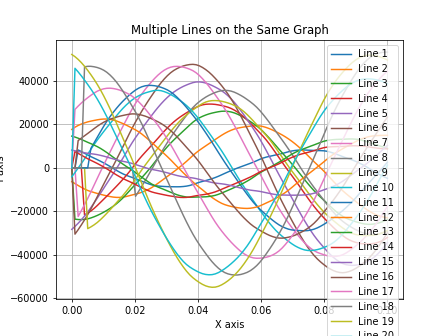 Multiple Lines on the Same Graph
40000
20000
0
−20000
−40000
−60000
0.00
0.02
0.04
0.06
X axis
Line 1
Line 2
Line 3
Line 4
Line 5
Line 6
Line 7
Line 8
Line 9
Line 10
Line 11
Line 12
Line 13
Line 14
Line 15
Line 16
Line 17
Line 18
Line 19
Line 20